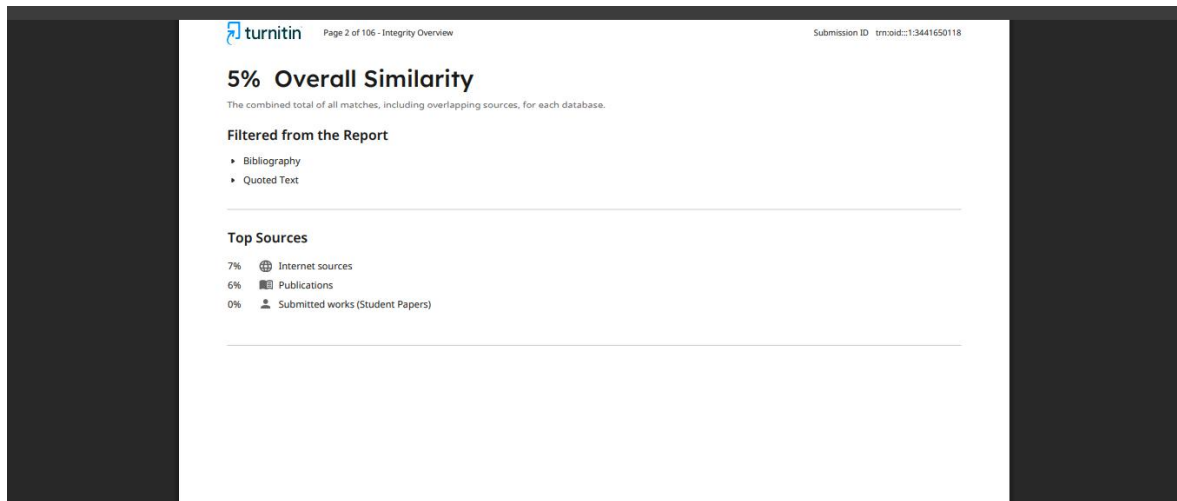 turnitin Page 2 of 106 - Integrity Overview Submission ID trn:oid:::1:3441650118
5% Overall Similarity
The combined total of all matches, including overlapping sources, for each database.
Filtered from the Report
Bibliography
Quoted Text
Top Sources
7% Internet sources
6% Publications
0% Submitted works (Student Papers)